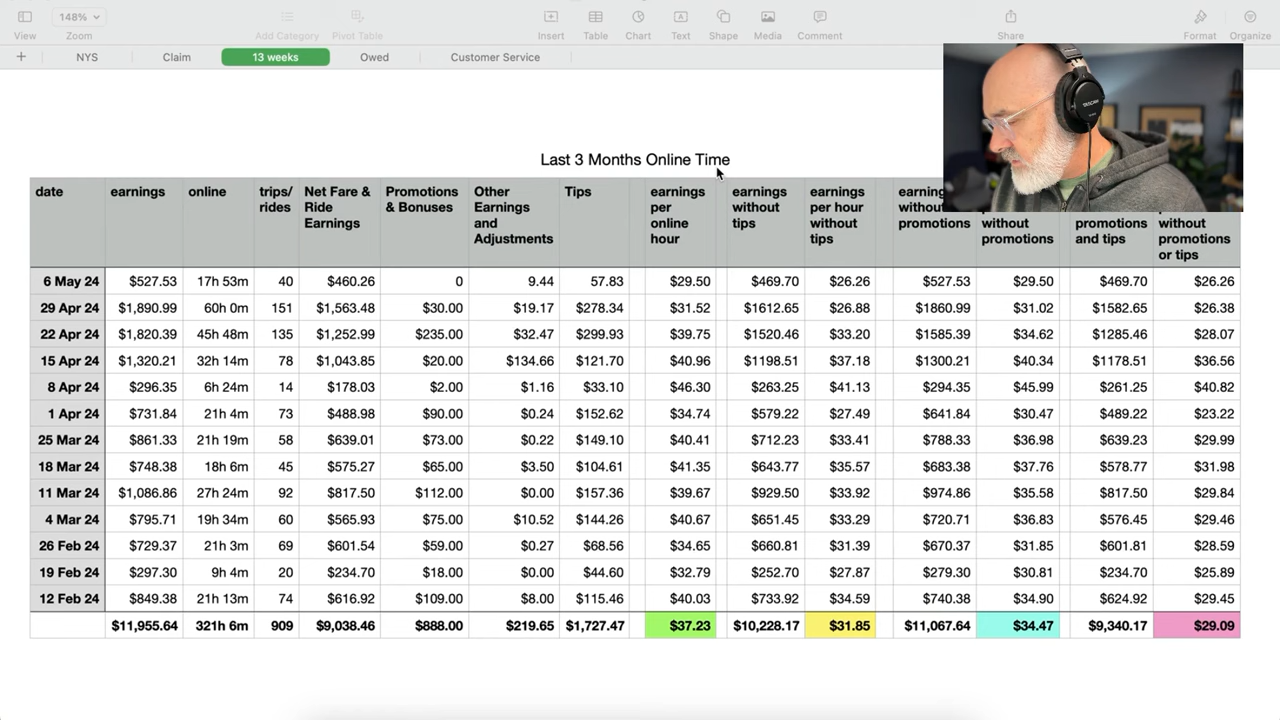 148%
View Zoom Add Category Pivot Table Insert Table Chart Text Shape Media Comment Share Format Organize
NYS Claim 13 weeks Owed Customer Service
Last 3 Months Online Time
date earnings online trips/ rides Net Fare & Ride Earnings Promotions & Bonuses Other Earnings and Adjustments Tips earnings per online hour earnings without tips earnings per hour without tips without promotions without promotions promotions and tips without promotions or tips
6 May 24 $527.53 17h 53m 40 $460.26 0 9.44 57.83 $29.50 $469.70 $26.26 $527.53 $29.50 $469.70 $26.26
29 Apr 24 $1,890.99 60h 0m 151 $1,563.48 $30.00 $19.17 $278.34 $31.52 $1612.65 $26.88 $1860.99 $31.02 $1582.65 $26.38
22 Apr 24 $1,820.39 45h 48m 135 $1,252.99 $235.00 $32.47 $299.93 $39.75 $1520.46 $33.20 $1585.39 $34.62 $1285.46 $28.07
15 Apr 24 $1,320.21 32h 14m 78 $1,043.85 $20.00 $134.66 $121.70 $40.96 $1198.51 $37.18 $1300.21 $40.34 $1178.51 $36.56
8 Apr 24 $296.35 6h 24m 14 $178.03 $2.00 $1.16 $33.10 $46.30 $263.25 $41.13 $294.35 $45.99 $261.25 $40.82
1 Apr 24 $731.84 21h 4m 73 $488.98 $90.00 $0.24 $152.62 $34.74 $579.22 $27.49 $641.84 $30.47 $489.22 $23.22
25 Mar 24 $861.33 21h 19m 58 $639.01 $73.00 $0.22 $149.10 $40.41 $712.23 $33.41 $788.33 $36.98 $639.23 $29.99
18 Mar 24 $748.38 18h 6m 45 $575.27 $65.00 $3.50 $104.61 $41.35 $643.77 $35.57 $683.38 $37.76 $578.77 $31.98
11 Mar 24 $1,086.86 27h 24m 92 $817.50 $112.00 $0.00 $157.36 $39.67 $929.50 $33.92 $974.86 $35.58 $817.50 $29.84
4 Mar 24 $795.71 19h 34m 60 $565.93 $75.00 $10.52 $144.26 $40.67 $651.45 $33.29 $720.71 $36.83 $576.45 $29.46
26 Feb 24 $729.37 21h 3m 69 $601.54 $59.00 $0.27 $68.56 $34.65 $660.81 $31.39 $670.37 $31.85 $601.81 $28.59
19 Feb 24 $297.30 9h 4m 20 $234.70 $18.00 $0.00 $44.60 $32.79 $252.70 $27.87 $279.30 $30.81 $234.70 $25.89
12 Feb 24 $849.38 21h 13m 74 $616.92 $109.00 $8.00 $115.46 $40.03 $733.92 $34.59 $740.38 $34.90 $624.92 $29.45
$11,955.64 321h 6m 909 $9,038.46 $888.00 $219.65 $1,727.47 $37.23 $10,228.17 $31.85 $11,067.64 $34.47 $9,340.17 $29.09
TASCAM